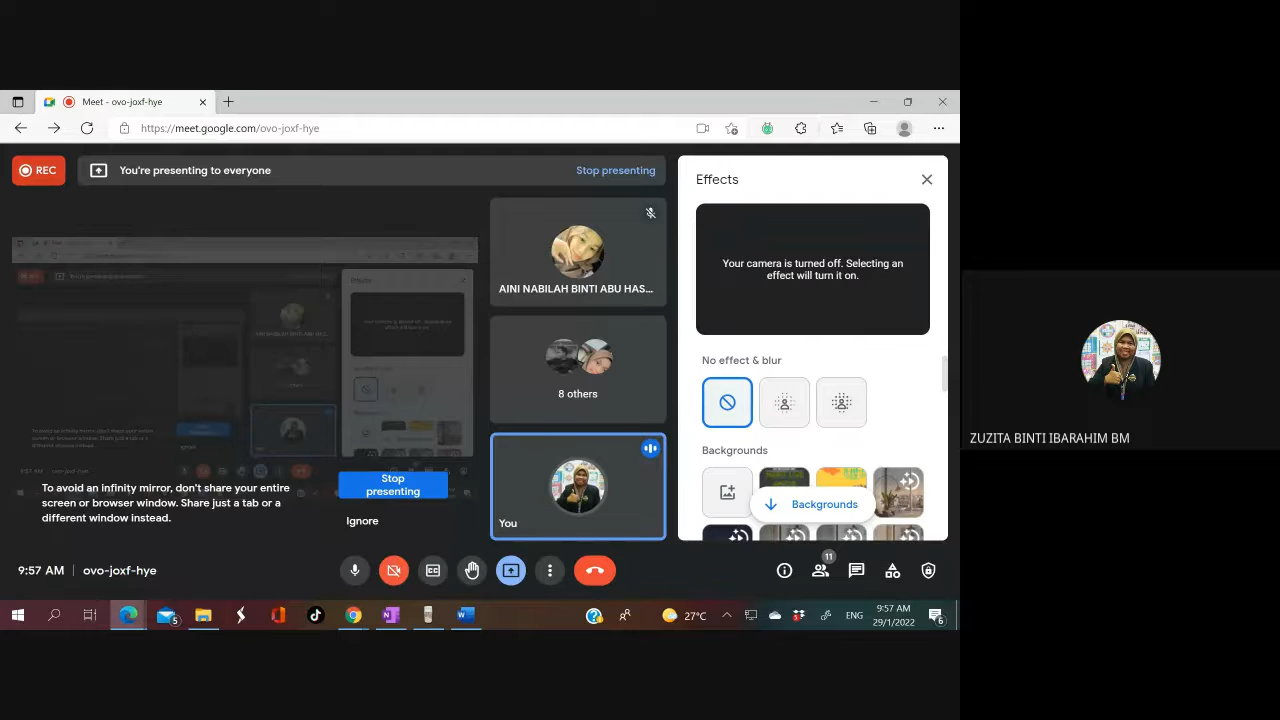 Meet - ovo-joxf-hye
https://meet.google.com/ovo-joxf-hye
REC
You're presenting to everyone
Stop presenting
AINI NABILAH BINTI ABU HAS...
8 others
You
To avoid an infinity mirror, don't share your entire
screen or browser window. Share just a tab or a
different window instead.
Stop
presenting
Ignore
Effects
Your camera is turned off. Selecting an
effect will turn it on.
No effect & blur
Backgrounds
Backgrounds
9:57 AM
ovo-joxf-hye
11
5
27°C
5
ENG
9:57 AM
29/1/2022
6
ZUZITA BINTI IBARAHIM BM